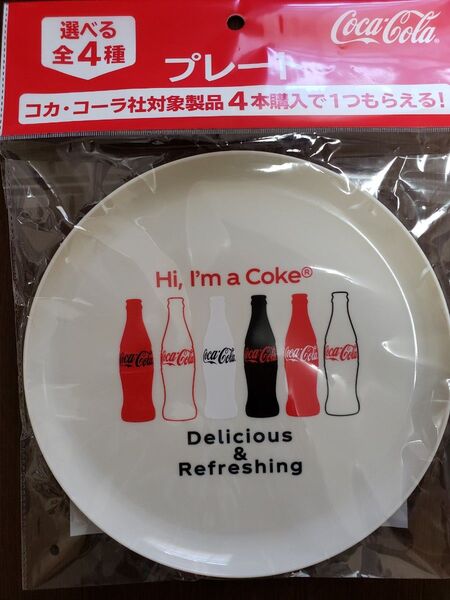 選べる
全4種
Coca-Cola
プレート
コカ・コーラ社対象製品4本購入で1つもらえる!
Hi, I'm a Coke®
Coca-Cola Coca-Cola Coca-Cola Coca-Cola Coca-Cola Coca-Cola
Delicious
&
Refreshing